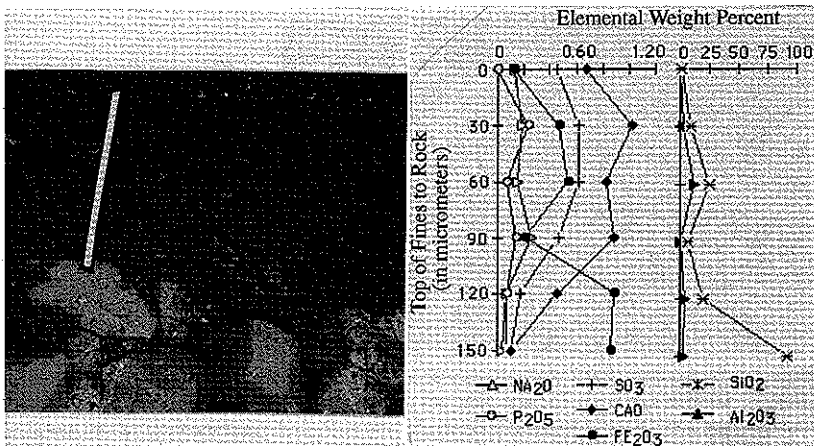 Elemental Weight Percent
0 0.60 1.20 0 25 50 75 100
Top of Fines to Rock
(in micrometers)
0
30
60
90
120
150
NA2O SO3 SiO2
P2O5 CAO Al2O3
FE2O3